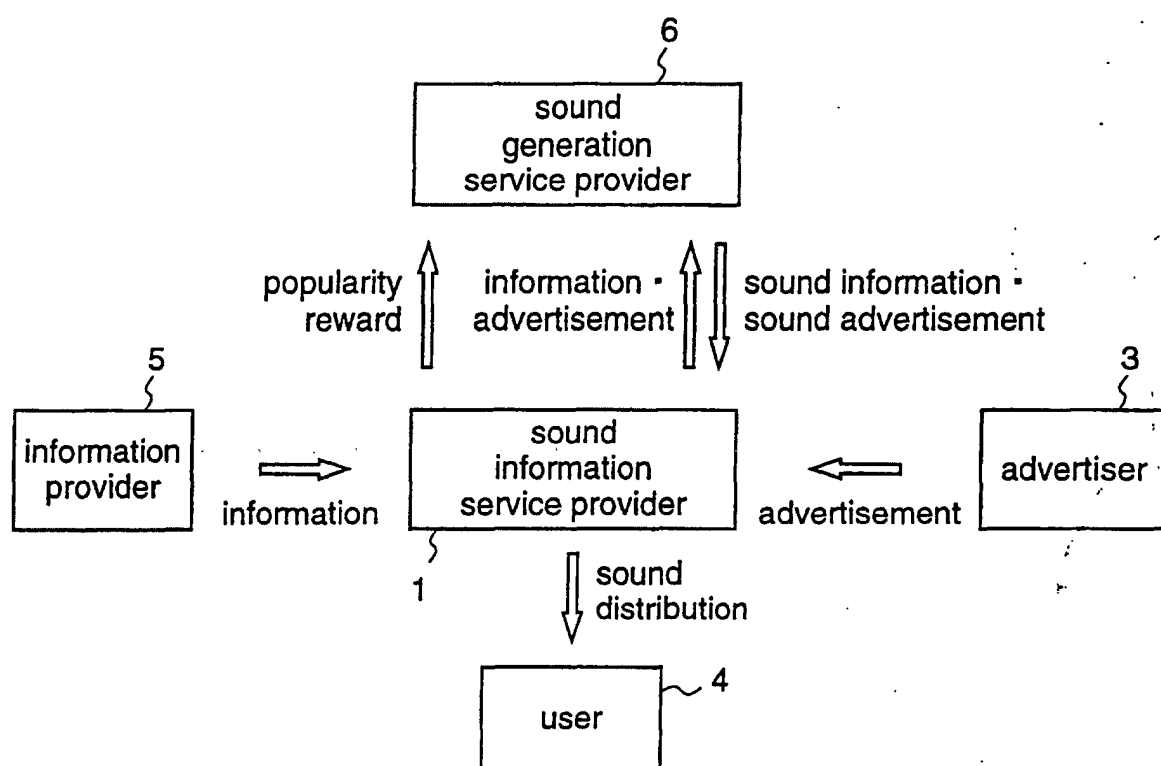 6
sound
generation
service provider
popularity
reward
information・
advertisement
sound information・
sound advertisement
5
information
provider
information
sound
information
service provider
1
3
advertiser
advertisement
sound
distribution
user
4